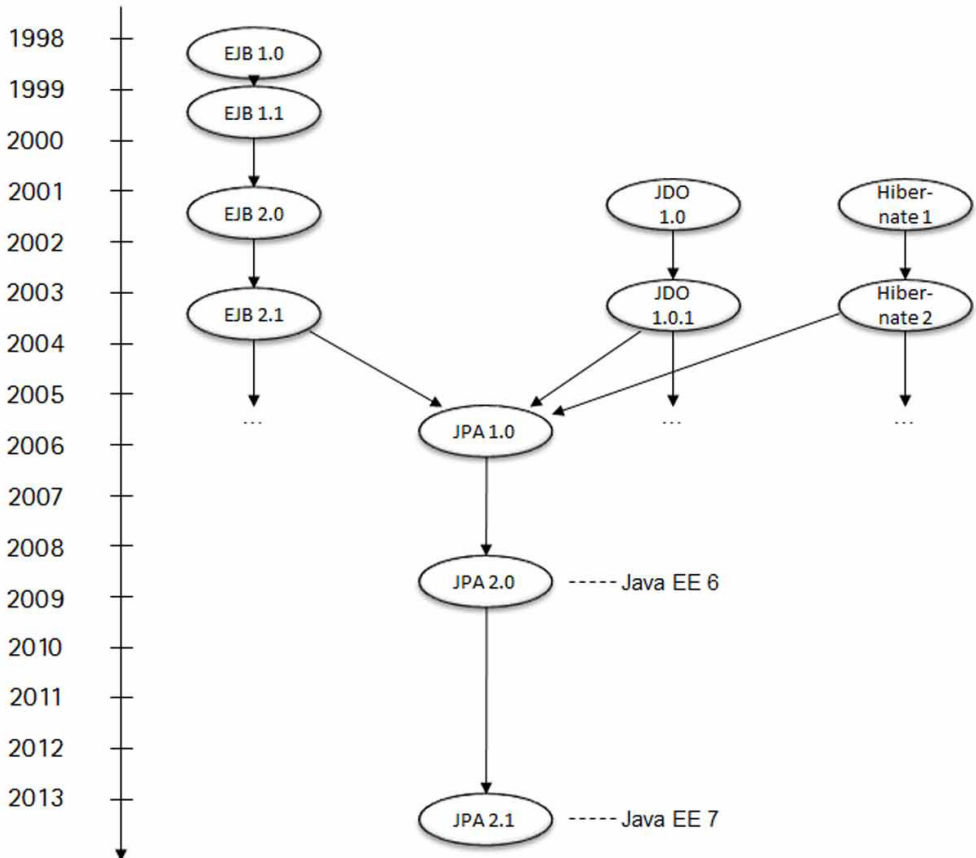 1998
EJB 1.0
1999
EJB 1.1
2000
2001
EJB 2.0
JDO
1.0
Hiber-
nate 1
2002
2003
EJB 2.1
JDO
1.0.1
Hiber-
nate 2
2004
2005
...
...
...
JPA 1.0
2006
2007
2008
JPA 2.0
----- Java EE 6
2009
2010
2011
2012
2013
JPA 2.1
----- Java EE 7